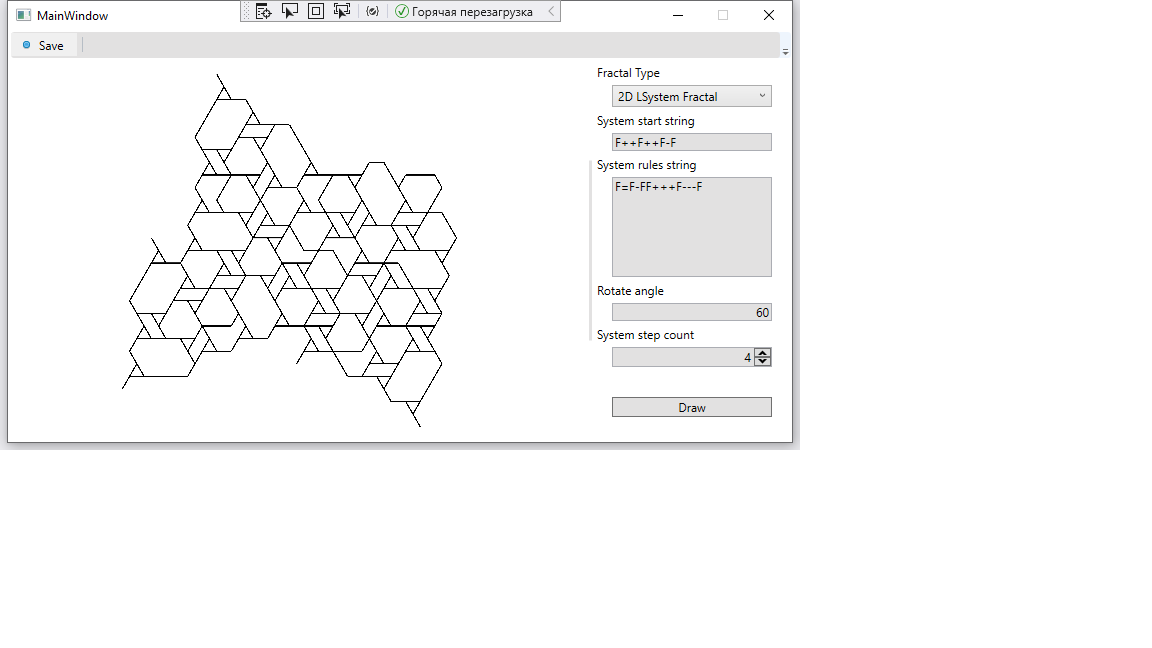 MainWindow
Горячая перезагрузка
Save
Fractal Type
2D LSystem Fractal
System start string
F++F++F-F
System rules string
F=F-FF+++F---F
Rotate angle
60
System step count
4
Draw